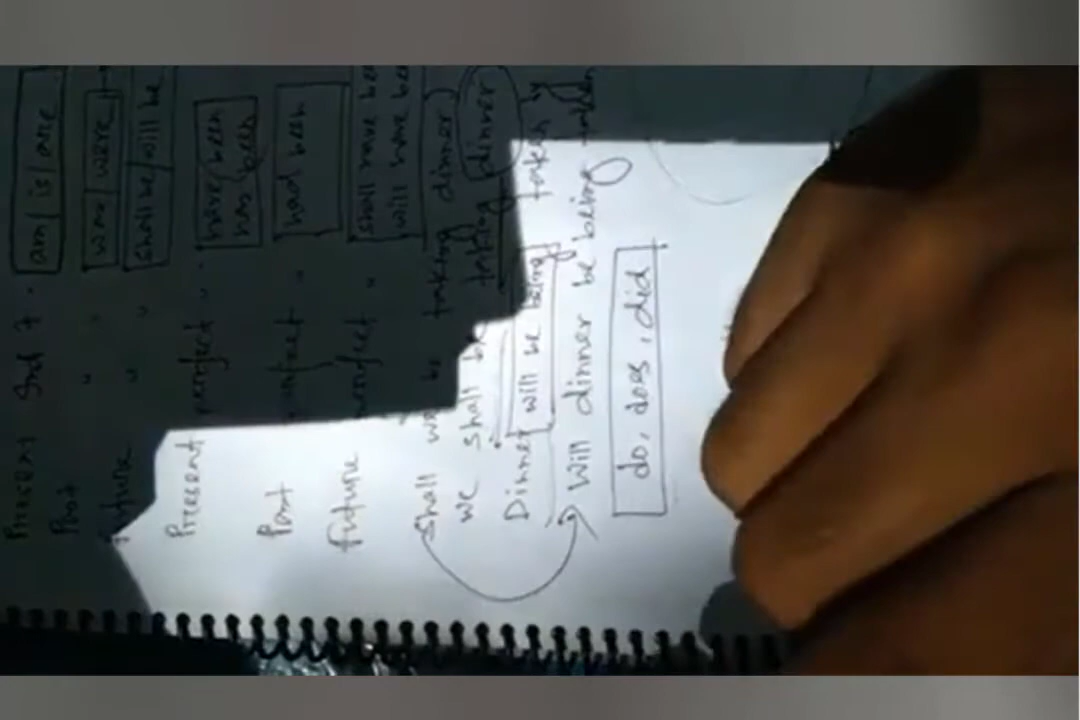 Present Ind t. am/is/are
Past " " was/were
Future " " shall be/will be
Present perfect " have been
has been
Past perfect " had been
future perfect " shall have been
will have been
Shall we be taking dinner
we shall be taking dinner
Dinner will be being taken
Will dinner be being taken
do, does, did